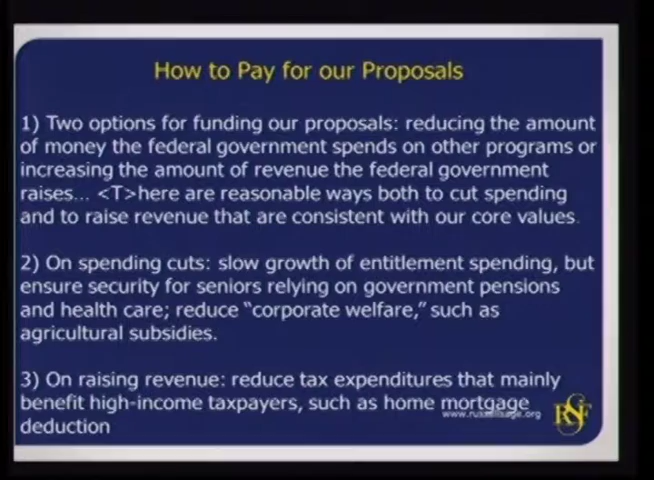 How to Pay for our Proposals
1) Two options for funding our proposals: reducing the amount
of money the federal government spends on other programs or
increasing the amount of revenue the federal government
raises... <T>here are reasonable ways both to cut spending
and to raise revenue that are consistent with our core values.
2) On spending cuts: slow growth of entitlement spending, but
ensure security for seniors relying on government pensions
and health care; reduce “corporate welfare,” such as
agricultural subsidies.
3) On raising revenue: reduce tax expenditures that mainly
benefit high-income taxpayers, such as home mortgage
deduction
www.russellsage.org
RSF